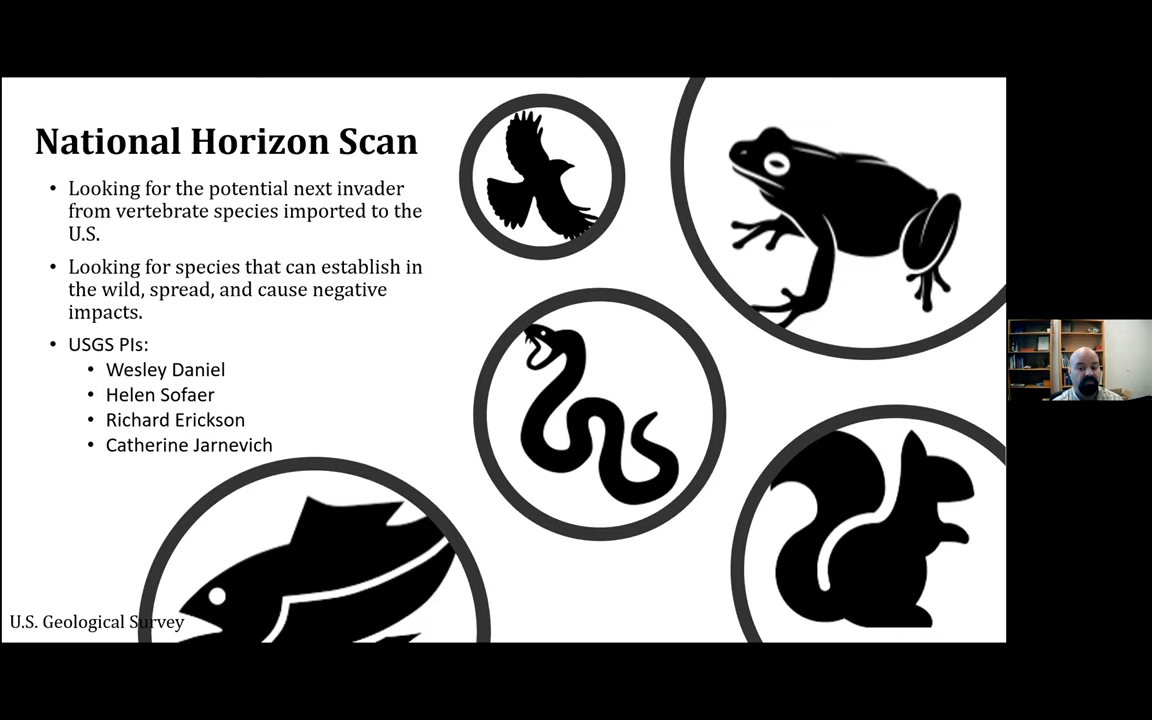 National Horizon Scan
• Looking for the potential next invader
from vertebrate species imported to the
U.S.
• Looking for species that can establish in
the wild, spread, and cause negative
impacts.
• USGS PIs:
• Wesley Daniel
• Helen Sofaer
• Richard Erickson
• Catherine Jarnevich
U.S. Geological Survey